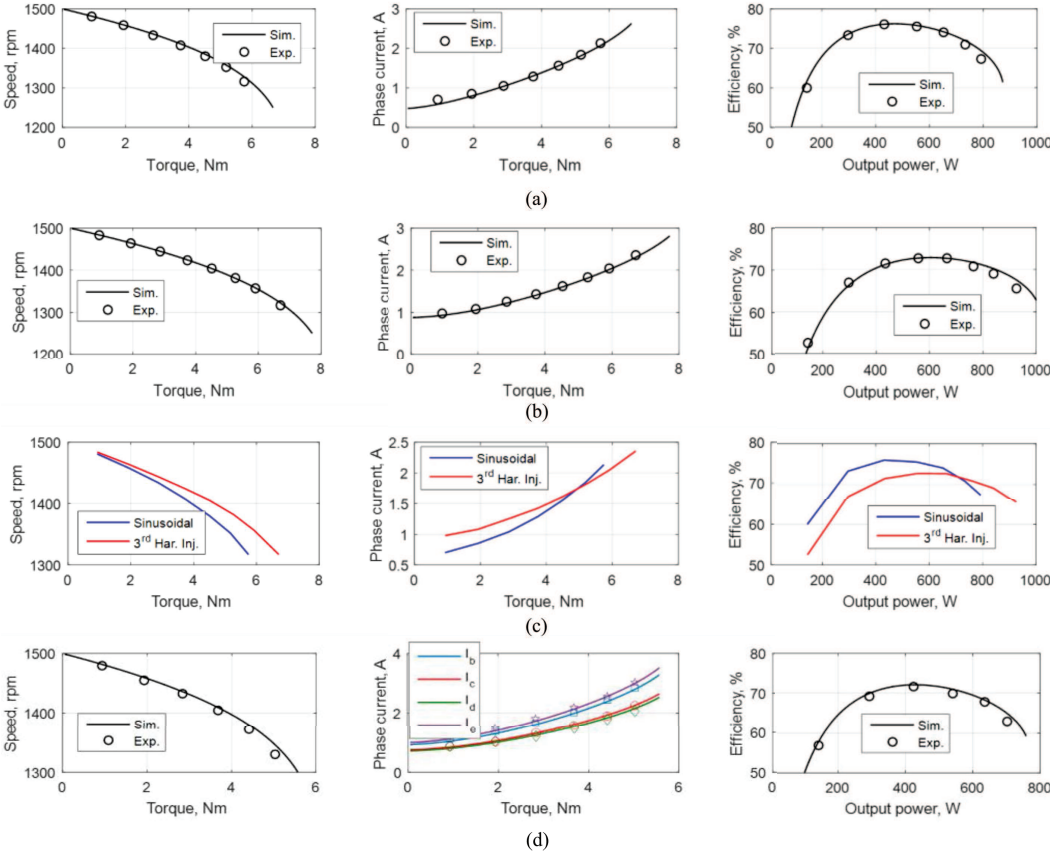 Speed, rpm
1500
1400
1300
1200
0 2 4 6 8
Torque, Nm
Sim.
Exp.
Phase current, A
3
2
1
0
0 2 4 6 8
Torque, Nm
Sim.
Exp.
Efficiency, %
80
70
60
50
0 200 400 600 800 1000
Output power, W
Sim.
Exp.
(a)
Speed, rpm
1500
1400
1300
1200
0 2 4 6 8
Torque, Nm
Sim.
Exp.
Phase current, A
3
2
1
0
0 2 4 6 8
Torque, Nm
Sim.
Exp.
Efficiency, %
80
70
60
50
0 200 400 600 800 1000
Output power, W
Sim.
Exp.
(b)
Speed, rpm
1500
1400
1300
0 2 4 6 8
Torque, Nm
Sinusoidal
3rd Har. Inj.
Phase current, A
2.5
2
1.5
1
0.5
0 2 4 6 8
Torque, Nm
Sinusoidal
3rd Har. Inj.
Efficiency, %
80
70
60
50
0 200 400 600 800 1000
Output power, W
Sinusoidal
3rd Har. Inj.
(c)
Speed, rpm
1500
1400
1300
0 2 4 6
Torque, Nm
Sim.
Exp.
Phase current, A
4
2
0
0 2 4 6
Torque, Nm
Ib
Ic
Id
Ie
Efficiency, %
80
70
60
50
0 200 400 600 800
Output power, W
Sim.
Exp.
(d)